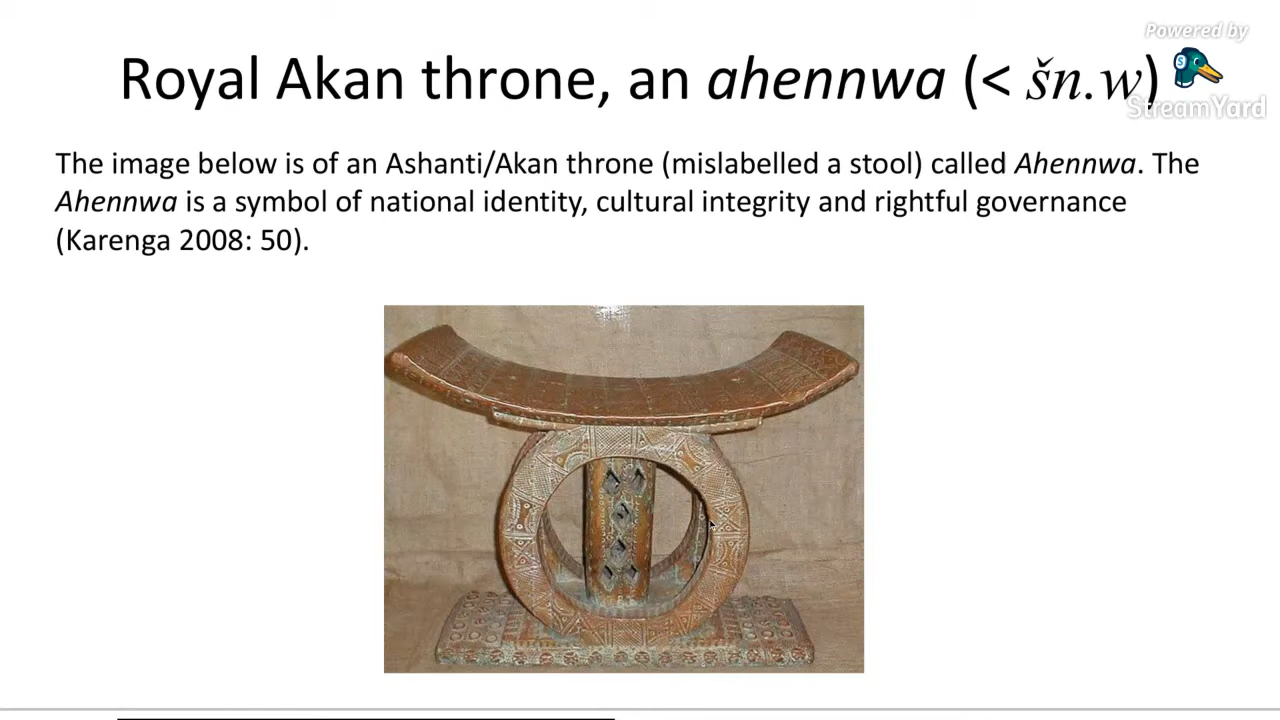 Powered by
Royal Akan throne, an ahennwa (< šn.w)
StreamYard
The image below is of an Ashanti/Akan throne (mislabelled a stool) called Ahennwa. The
Ahennwa is a symbol of national identity, cultural integrity and rightful governance
(Karenga 2008: 50).